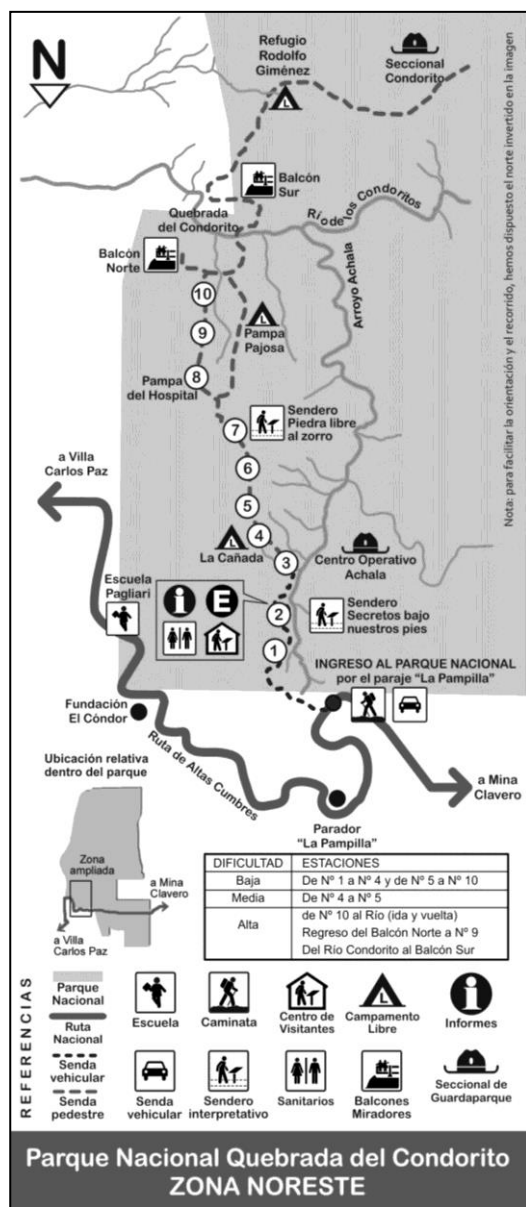 Refugio
Rodolfo
Giménez
Seccional
Condorito
N
L
Balcón
Sur
Río de los Condoritos
Quebrada
del Condorito
Balcón
Norte
Arroyo Achala
10
9
8
L
Pampa
Pajosa
Pampa
del Hospital
7
Sendero
Piedra libre
al zorro
6
5
4
3
a Villa
Carlos Paz
L
La Cañada
Centro Operativo
Achala
Escuela
Pagliari
i
E
2
Sendero
Secretos bajo
nuestros pies
1
INGRESO AL PARQUE NACIONAL
por el paraje “La Pampilla”
Nota: para facilitar la orientación y el recorrido, hemos dispuesto el norte invertido en la imagen
Fundación
El Cóndor
Ruta de Altas Cumbres
a Mina
Clavero
Parador
“La Pampilla”
Ubicación relativa
dentro del parque
Zona
ampliada
a Mina
Clavero
a Villa
Carlos Paz
DIFICULTAD ESTACIONES
Baja De Nº 1 a Nº 4 y de Nº 5 a Nº 10
Media De Nº 4 a Nº 5
Alta de Nº 10 al Río (ida y vuelta)
Regreso del Balcón Norte a Nº 9
Del Río Condorito al Balcón Sur
REFERENCIAS
Parque
Nacional
Ruta
Nacional
Senda
vehicular
Senda
pedestre
Escuela
Caminata
Centro de
Visitantes
L
Campamento
Libre
i
Informes
Senda
vehicular
Sendero
interpretativo
Sanitarios
Balcones
Miradores
Seccional de
Guardaparque
Parque Nacional Quebrada del Condorito
ZONA NORESTE